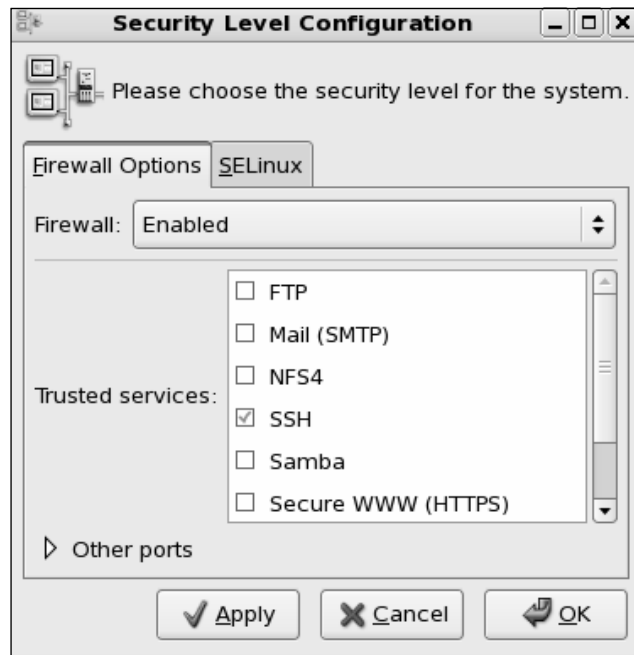 Security Level Configuration
Please choose the security level for the system.
Firewall Options
SELinux
Firewall: Enabled
Trusted services:
FTP
Mail (SMTP)
NFS4
SSH
Samba
Secure WWW (HTTPS)
Other ports
Apply
Cancel
OK